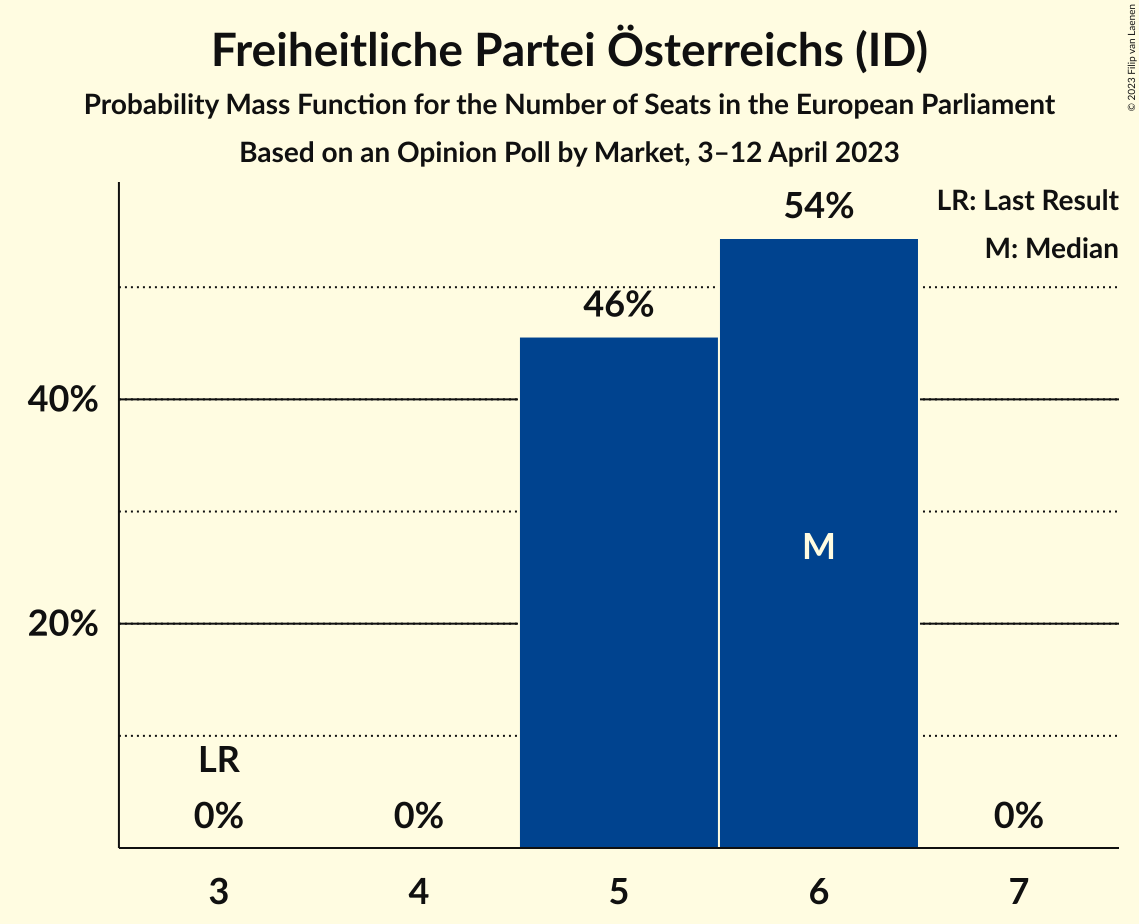 Freiheitliche Partei Österreichs (ID)
Probability Mass Function for the Number of Seats in the European Parliament
Based on an Opinion Poll by Market, 3–12 April 2023
© 2023 Filip van Laenen
LR: Last Result
M: Median
54%
46%
40%
M
20%
LR
0%
0%
0%
3
4
5
6
7